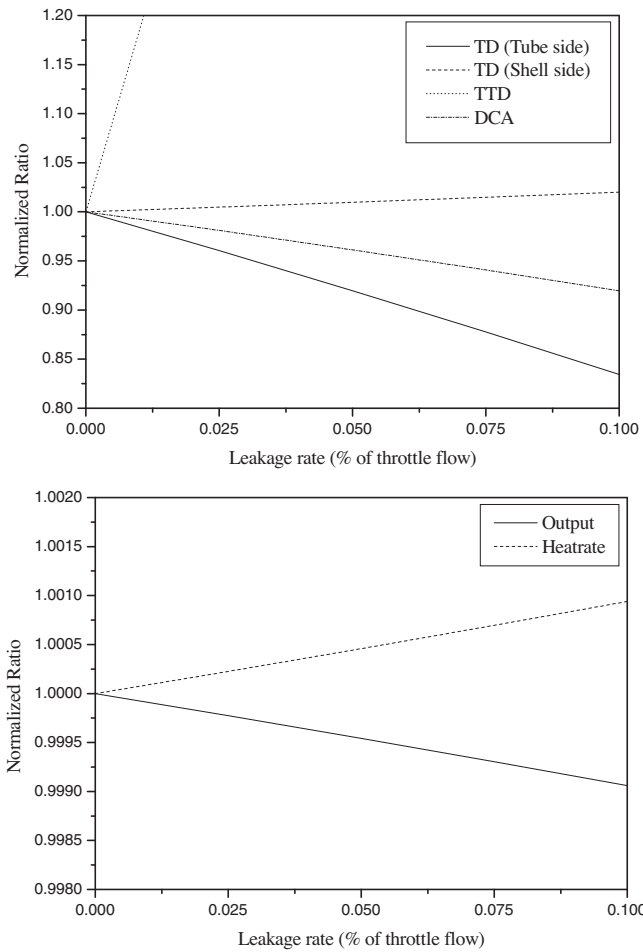 1.20
1.15
1.10
1.05
1.00
0.95
0.90
0.85
0.80
Normalized Ratio
TD (Tube side)
TD (Shell side)
TTD
DCA
0.000
0.025
0.050
0.075
0.100
Leakage rate (% of throttle flow)
1.0020
1.0015
1.0010
1.0005
1.0000
0.9995
0.9990
0.9985
0.9980
Normalized Ratio
Output
Heatrate
0.000
0.025
0.050
0.075
0.100
Leakage rate (% of throttle flow)